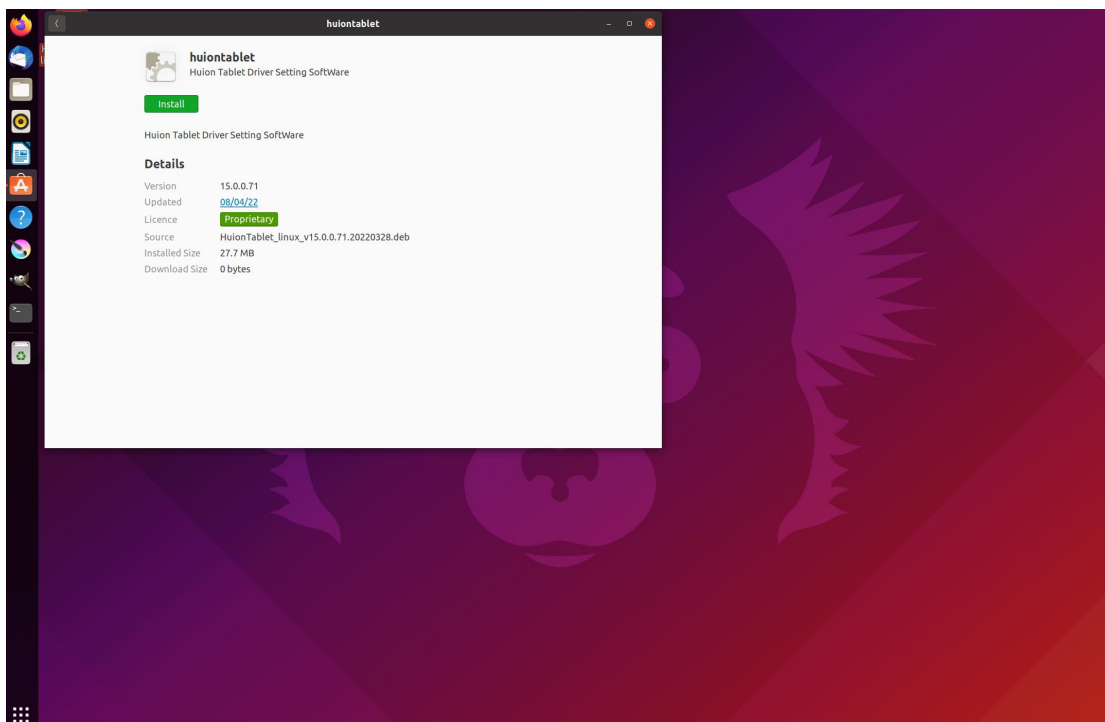 huiontablet
huiontablet
Huion Tablet Driver Setting SoftWare
Install
Huion Tablet Driver Setting SoftWare
Details
Version 15.0.0.71
Updated 08/04/22
Licence Proprietary
Source HuionTablet_linux_v15.0.0.71.20220328.deb
Installed Size 27.7 MB
Download Size 0 bytes